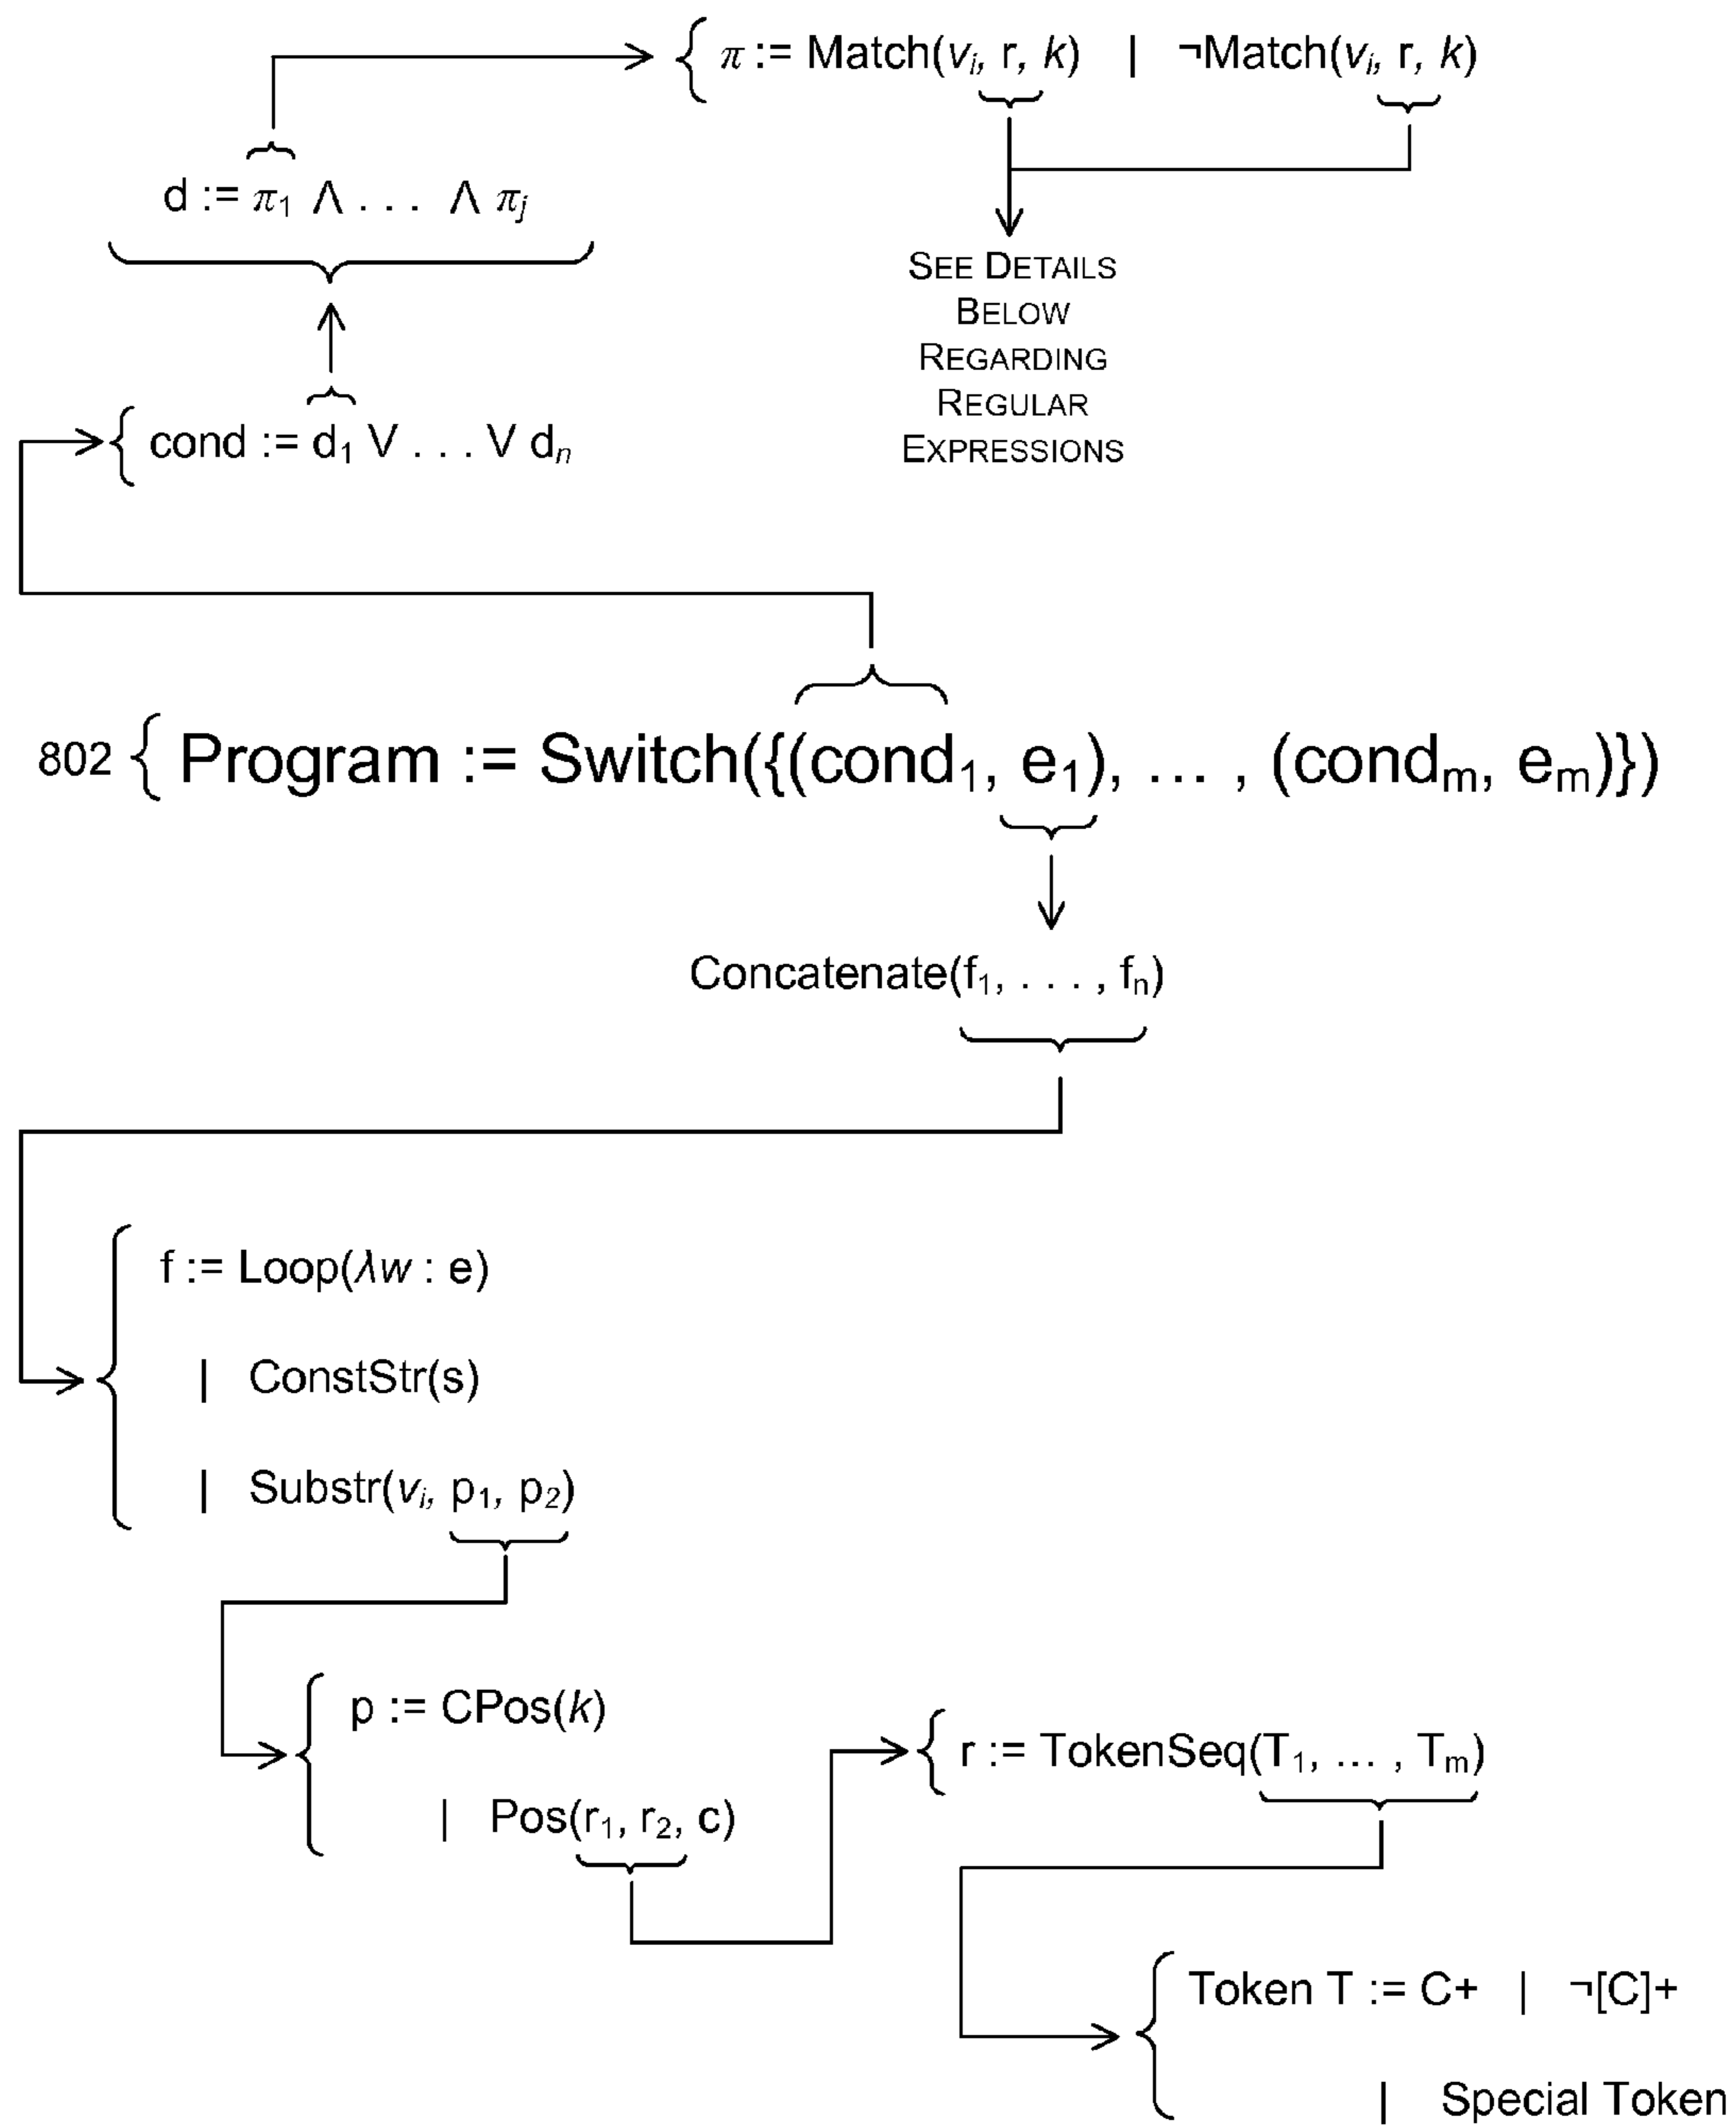 π := Match(vᵢ, r, k) | ¬Match(vᵢ, r, k)
d := π₁ Λ . . . Λ πⱼ
SEE DETAILS
BELOW
REGARDING
REGULAR
EXPRESSIONS
cond := d₁ V . . . V dₙ
802 { Program := Switch({(cond₁, e₁), ... , (condₘ, eₘ)})
Concatenate(f₁, . . . , fₙ)
f := Loop(λw : e)
| ConstStr(s)
| Substr(vᵢ, p₁, p₂)
p := CPos(k)
| Pos(r₁, r₂, c)
r := TokenSeq(T₁, ... , Tₘ)
Token T := C+ | ¬[C]+
| Special Token